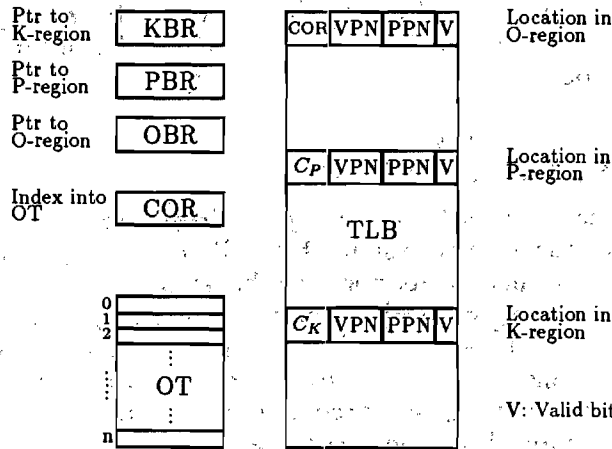 Ptr to
K-region
KBR
Ptr to
P-region
PBR
Ptr to
O-region
OBR
Index into
OT
COR
0
1
2
OT
n
COR VPN PPN V
Location in
O-region
C_P VPN PPN V
Location in
P-region
TLB
C_K VPN PPN V
Location in
K-region
V: Valid bit